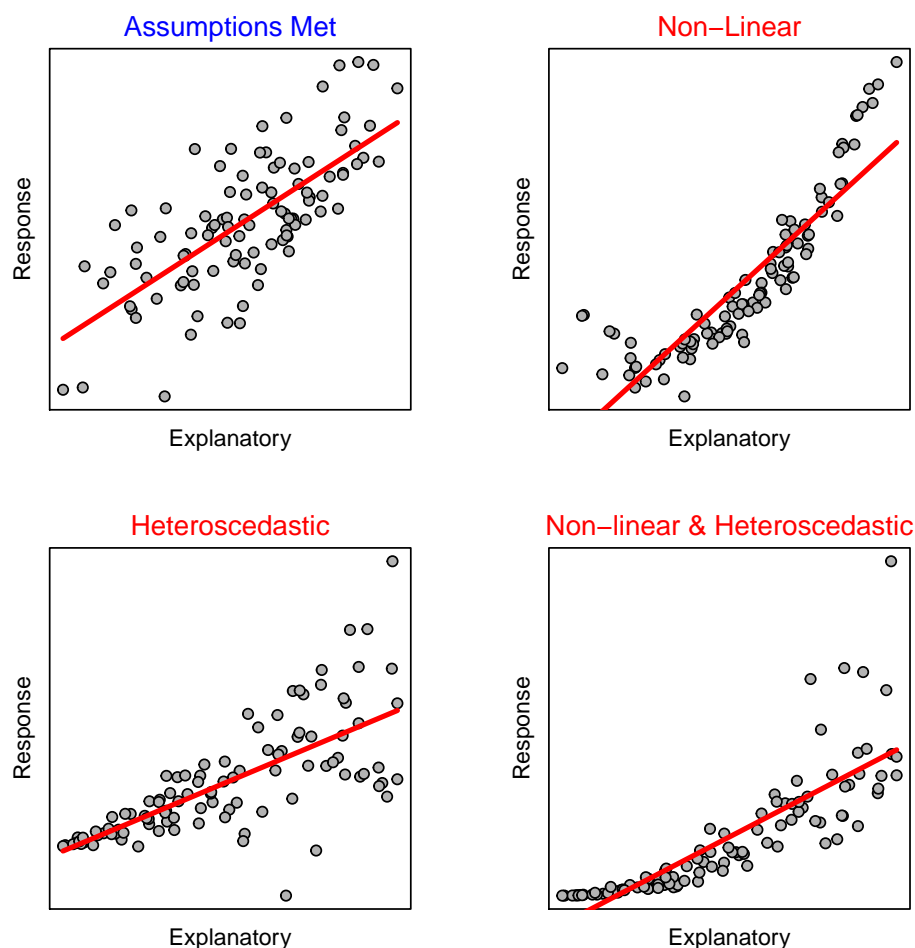 Assumptions Met
Response
Explanatory
Non−Linear
Response
Explanatory
Heteroscedastic
Response
Explanatory
Non−linear & Heteroscedastic
Response
Explanatory